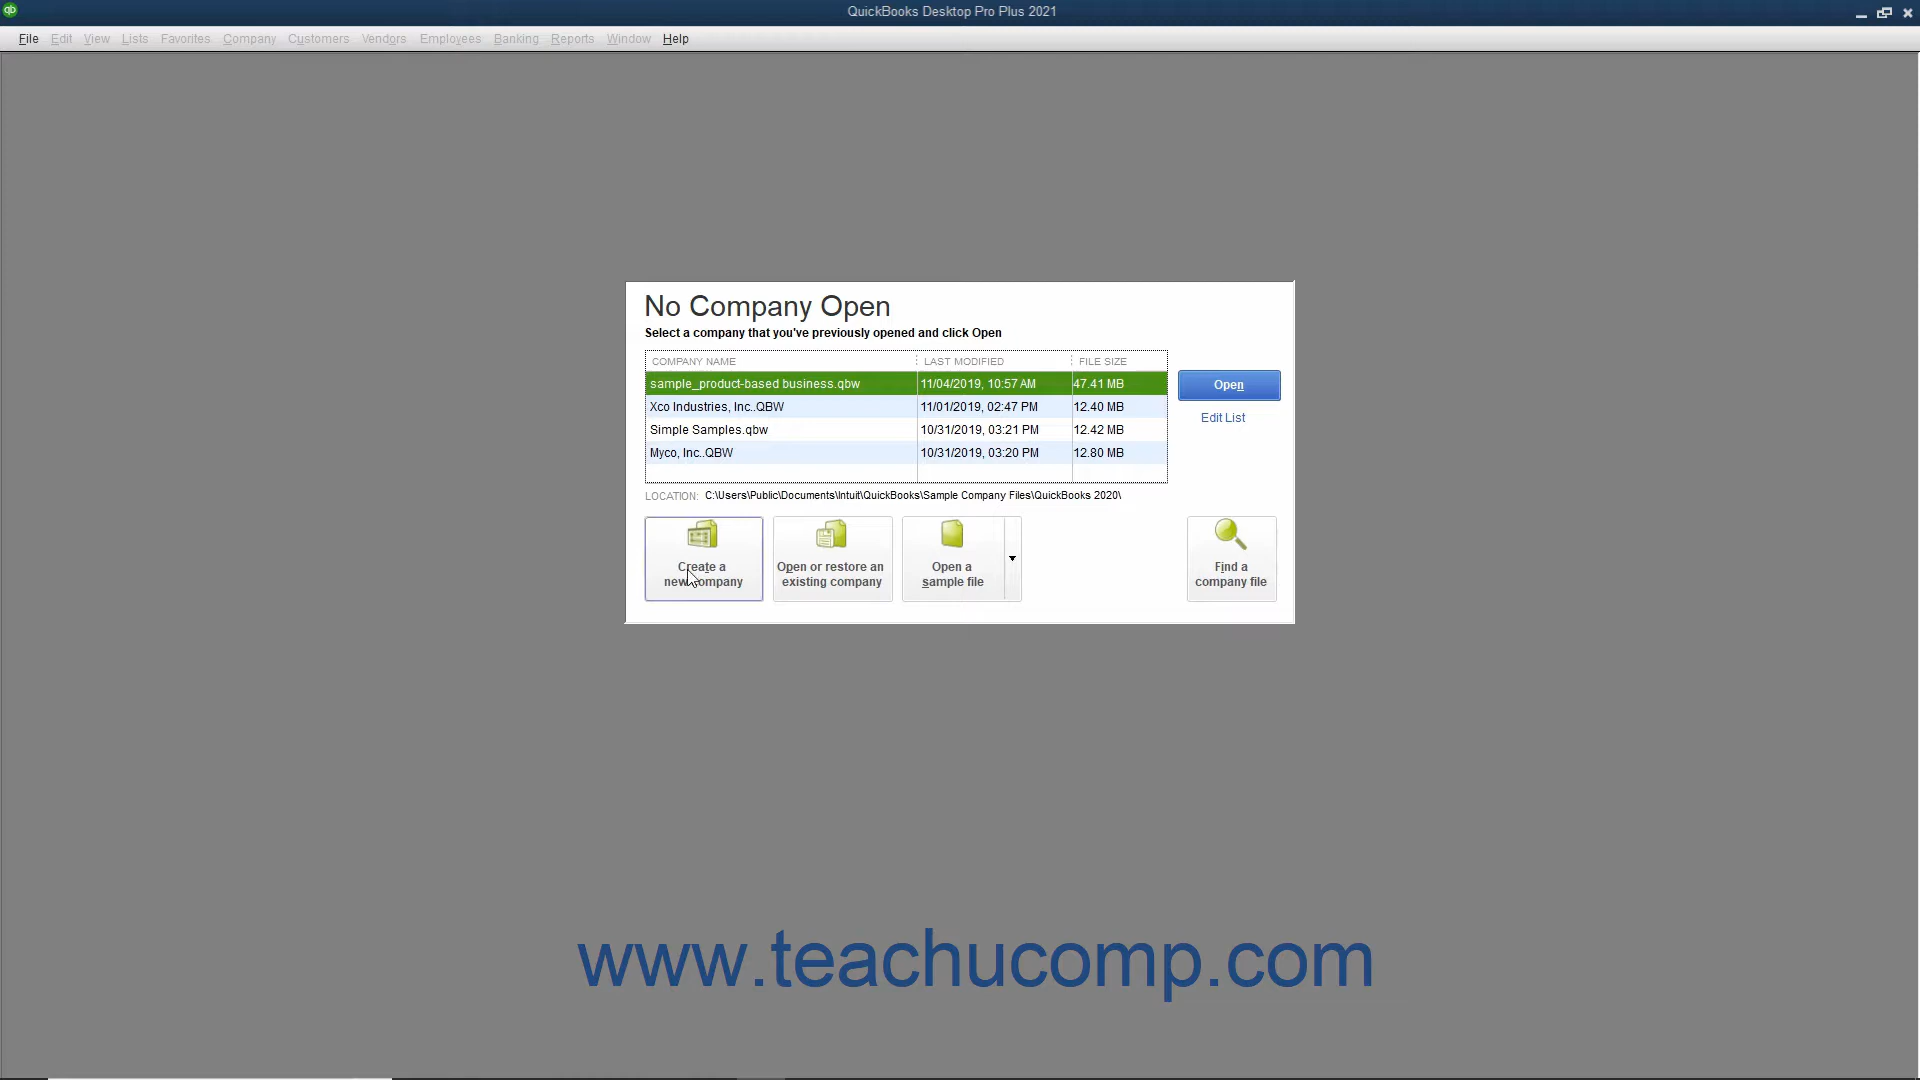 qb
QuickBooks Desktop Pro Plus 2021
File Edit View Lists Favorites Company Customers Vendors Employees Banking Reports Window Help
No Company Open
Select a company that you've previously opened and click Open
COMPANY NAME LAST MODIFIED FILE SIZE
sample_product-based business.qbw 11/04/2019, 10:57 AM 47.41 MB
Open
Xco Industries, Inc..QBW 11/01/2019, 02:47 PM 12.40 MB
Edit List
Simple Samples.qbw 10/31/2019, 03:21 PM 12.42 MB
Myco, Inc..QBW 10/31/2019, 03:20 PM 12.80 MB
LOCATION: C:\Users\Public\Documents\Intuit\QuickBooks\Sample Company Files\QuickBooks 2020\
Create a
new company
Open or restore an
existing company
Open a
sample file
Find a
company file
www.teachucomp.com